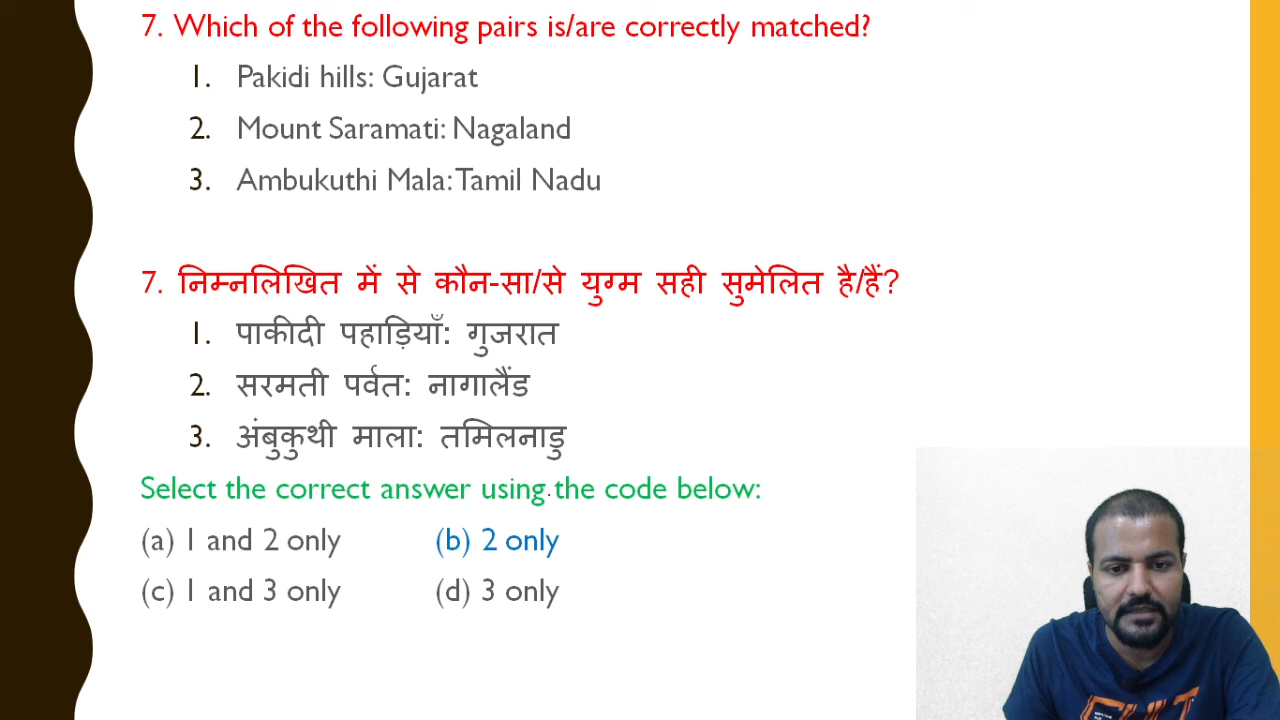 7. Which of the following pairs is/are correctly matched?
1. Pakidi hills: Gujarat
2. Mount Saramati: Nagaland
3. Ambukuthi Mala: Tamil Nadu
7. निम्नलिखित में से कौन-सा/से युग्म सही सुमेलित है/हैं?
1. पाकीदी पहाड़ियाँ: गुजरात
2. सरमती पर्वत: नागालैंड
3. अंबुकुथी माला: तमिलनाडु
Select the correct answer using the code below:
(a) 1 and 2 only (b) 2 only
(c) 1 and 3 only (d) 3 only